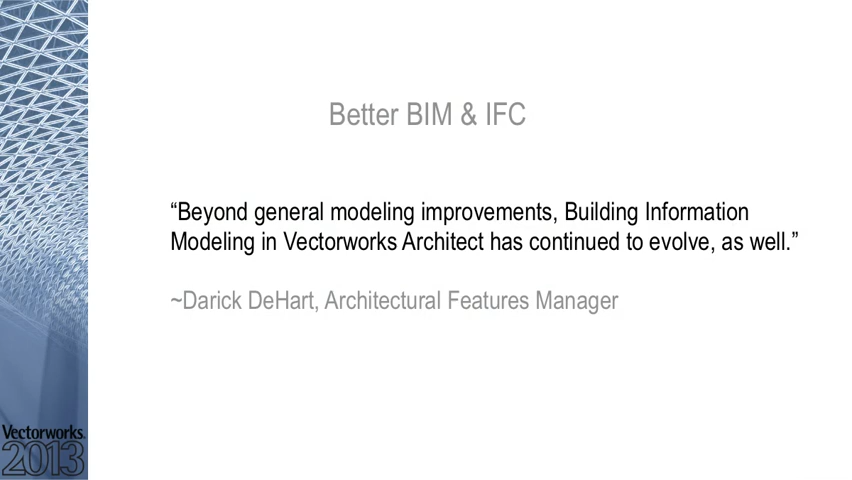 Better BIM & IFC
“Beyond general modeling improvements, Building Information
Modeling in Vectorworks Architect has continued to evolve, as well.”
~Darick DeHart, Architectural Features Manager
Vectorworks.
2013